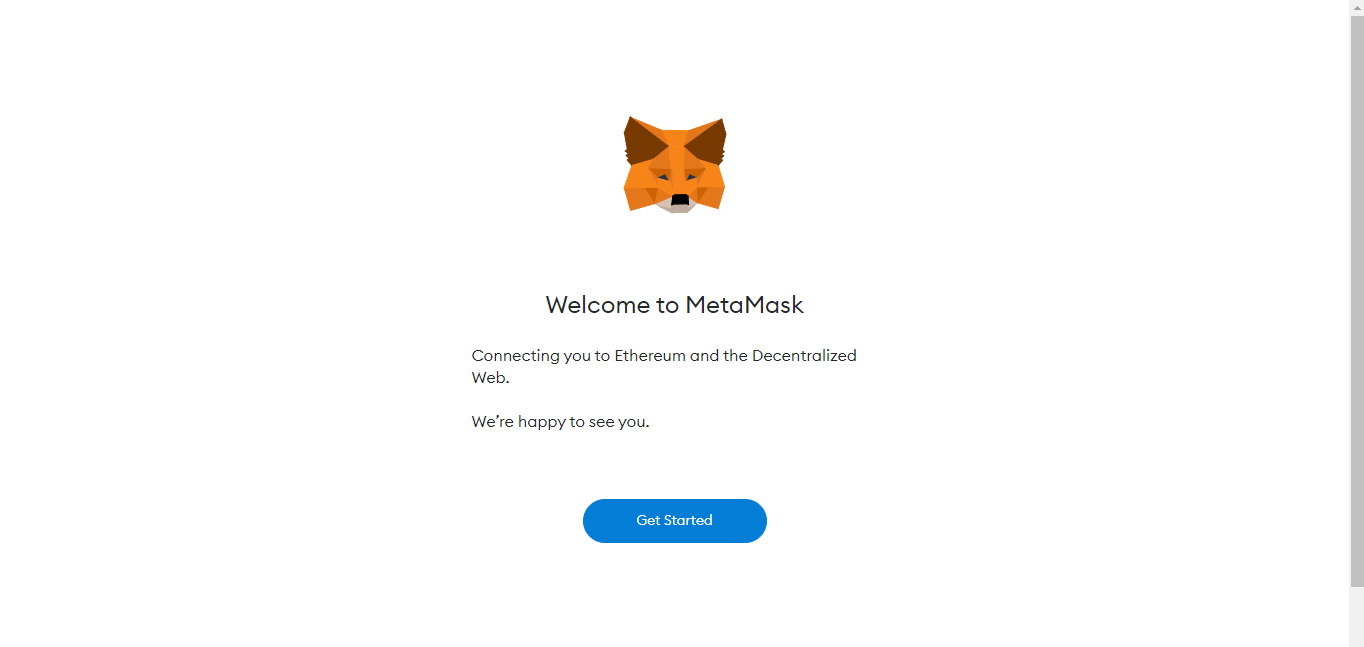 Welcome to MetaMask
Connecting you to Ethereum and the Decentralized
Web.
We’re happy to see you.
Get Started